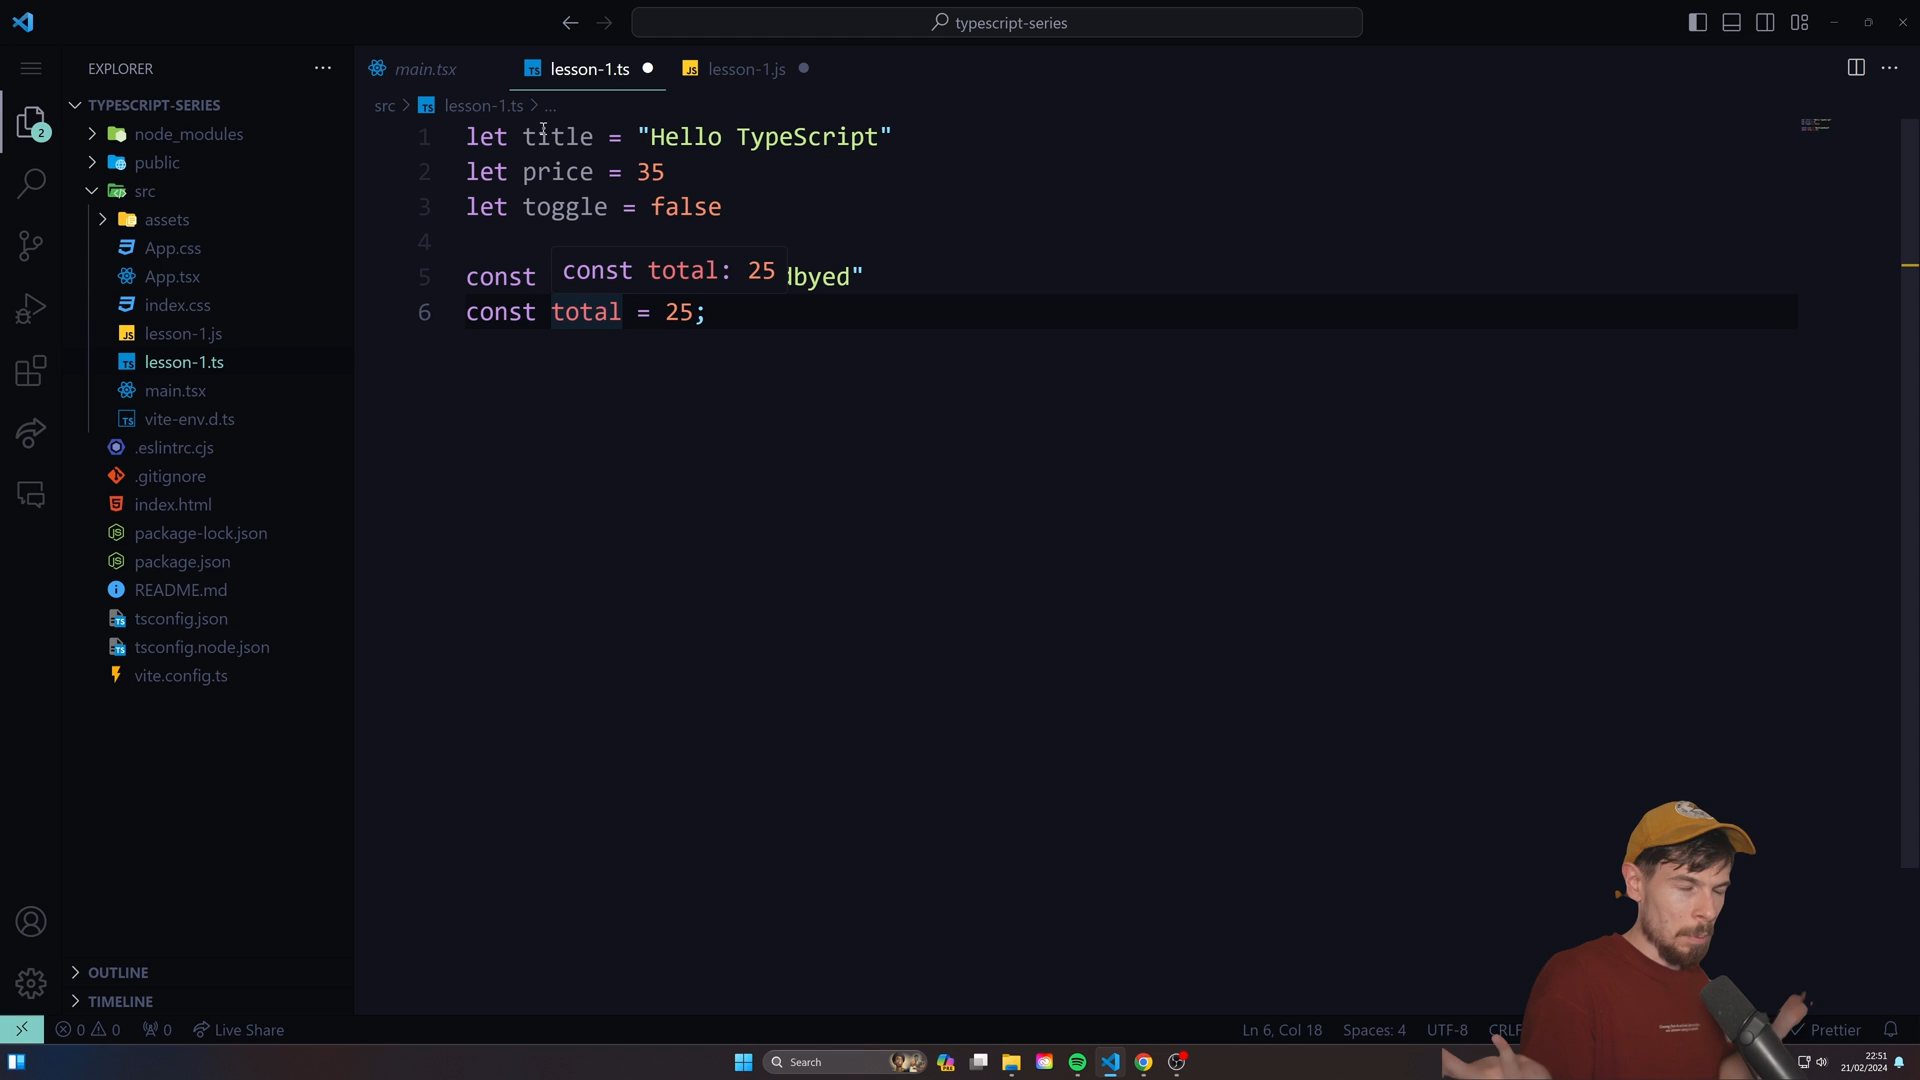 typescript-series
EXPLORER
main.tsx
lesson-1.ts
lesson-1.js
src > lesson-1.ts > ...
TYPESCRIPT-SERIES
node_modules
public
src
assets
App.css
App.tsx
index.css
lesson-1.js
lesson-1.ts
main.tsx
vite-env.d.ts
.eslintrc.cjs
.gitignore
index.html
package-lock.json
package.json
README.md
tsconfig.json
tsconfig.node.json
vite.config.ts
OUTLINE
TIMELINE
2
1 let title = "Hello TypeScript"
2 let price = 35
3 let toggle = false
4
const total: 25
5 const dbyed"
6 const total = 25;
0 0 0 Live Share
Ln 6, Col 18 Spaces: 4 UTF-8 CRLF Prettier
Search
22:51
21/02/2024